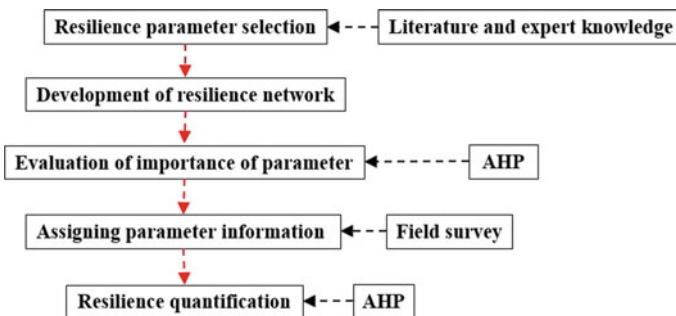 Resilience parameter selection
Literature and expert knowledge
Development of resilience network
Evaluation of importance of parameter
AHP
Assigning parameter information
Field survey
Resilience quantification
AHP